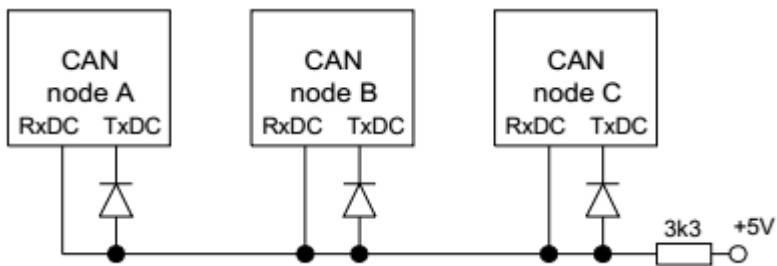 CAN
node A
RxDC TxDC
CAN
node B
RxDC TxDC
CAN
node C
RxDC TxDC
3k3 +5V